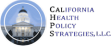 CALIFORNIA
HEALTH
POLICY
STRATEGIES, L.L.C.